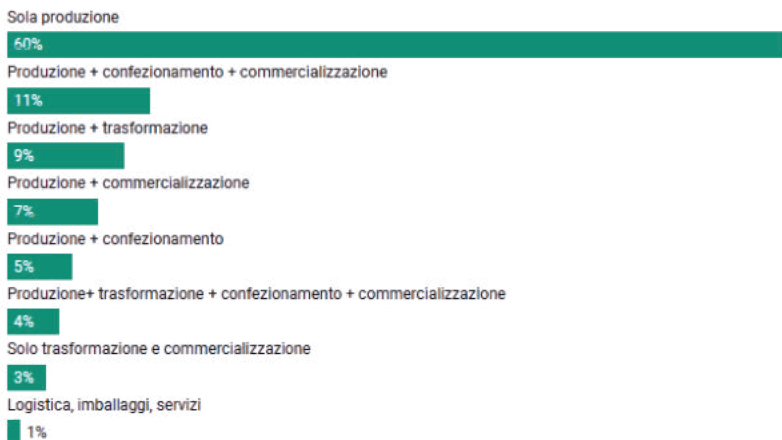 Sola produzione
60%
Produzione + confezionamento + commercializzazione
11%
Produzione + trasformazione
9%
Produzione + commercializzazione
7%
Produzione + confezionamento
5%
Produzione+ trasformazione + confezionamento + commercializzazione
4%
Solo trasformazione e commercializzazione
3%
Logistica, imballaggi, servizi
1%